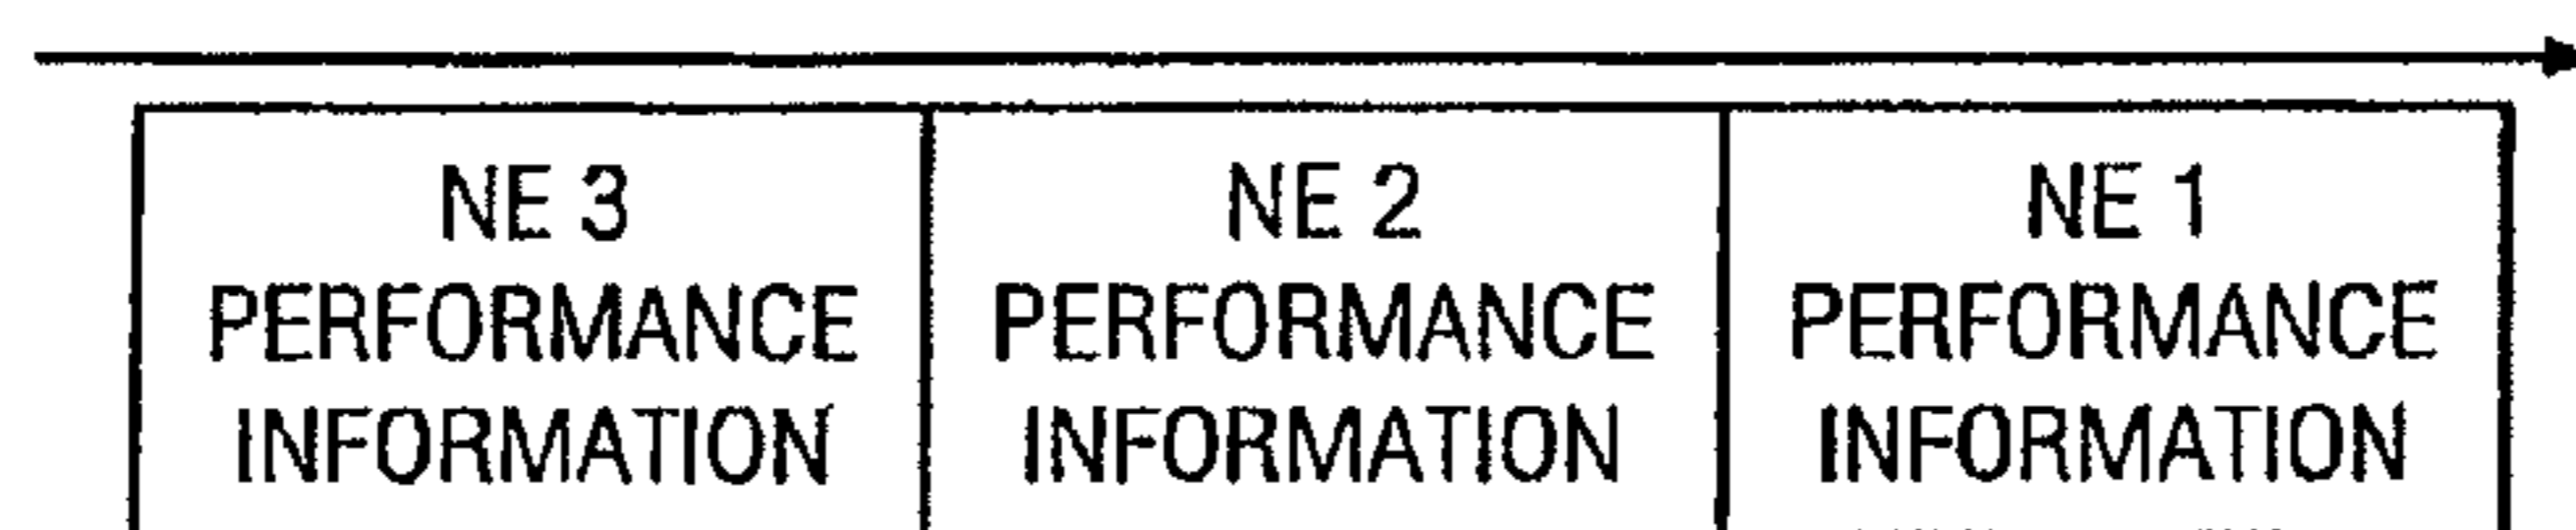 NE 3
PERFORMANCE
INFORMATION
NE 2
PERFORMANCE
INFORMATION
NE 1
PERFORMANCE
INFORMATION